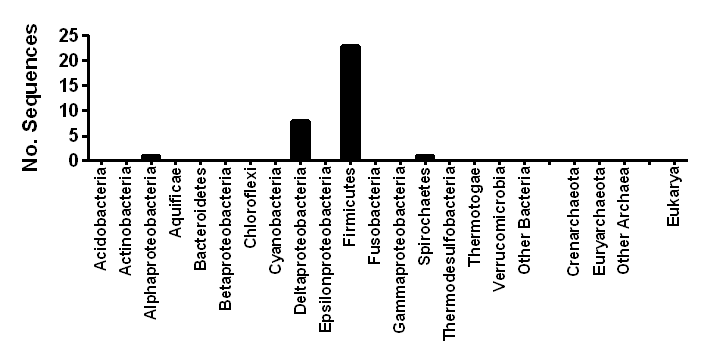 No. Sequences
25
20
15
10
5
0
Acidobacteria
Actinobacteria
Alphaproteobacteria
Aquificae
Bacteroidetes
Betaproteobacteria
Chloroflexi
Cyanobacteria
Deltaproteobacteria
Epsilonproteobacteria
Firmicutes
Fusobacteria
Gammaproteobacteria
Spirochaetes
Thermodesulfobacteria
Thermotogae
Verrucomicrobia
Other Bacteria
Crenarchaeota
Euryarchaeota
Other Archaea
Eukarya